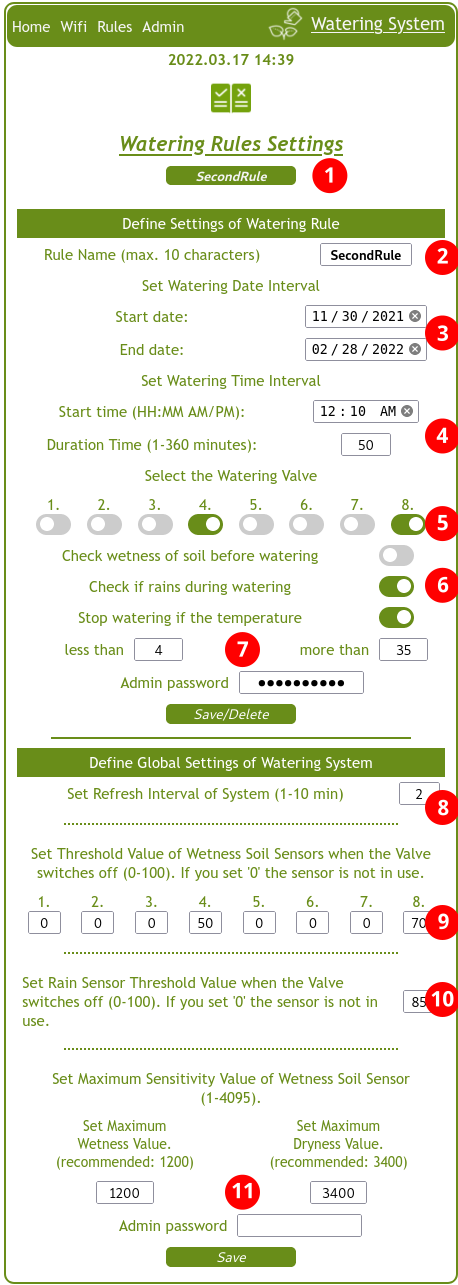 Home Wifi Rules Admin Watering System
2022.03.17 14:39
Watering Rules Settings
SecondRule 1
Define Settings of Watering Rule
Rule Name (max. 10 characters) SecondRule 2
Set Watering Date Interval
Start date: 11/30/2021
3
End date: 02/28/2022
Set Watering Time Interval
Start time (HH:MM AM/PM): 12:10 AM
4
Duration Time (1-360 minutes): 50
Select the Watering Valve
1. 2. 3. 4. 5. 6. 7. 8.
5
Check wetness of soil before watering
Check if rains during watering 6
Stop watering if the temperature
less than 4 7 more than 35
Admin password ●●●●●●●●●●
Save/Delete
Define Global Settings of Watering System
Set Refresh Interval of System (1-10 min) 2
8
Set Threshold Value of Wetness Soil Sensors when the Valve
switches off (0-100). If you set '0' the sensor is not in use.
1. 2. 3. 4. 5. 6. 7. 8.
0 0 0 50 0 0 0 70 9
Set Rain Sensor Threshold Value when the Valve
switches off (0-100). If you set '0' the sensor is not in 85 10
use.
Set Maximum Sensitivity Value of Wetness Soil Sensor
(1-4095).
Set Maximum Set Maximum
Wetness Value. Dryness Value.
(recommended: 1200) (recommended: 3400)
1200 11 3400
Admin password
Save